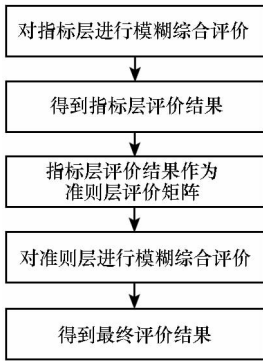 对指标层进行模糊综合评价
得到指标层评价结果
指标层评价结果作为
准则层评价矩阵
对准则层进行模糊综合评价
得到最终评价结果